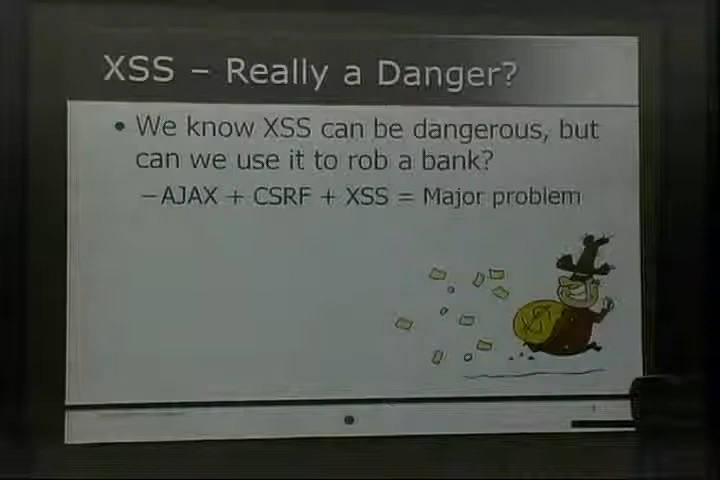 XSS – Really a Danger?
• We know XSS can be dangerous, but
can we use it to rob a bank?
– AJAX + CSRF + XSS = Major problem